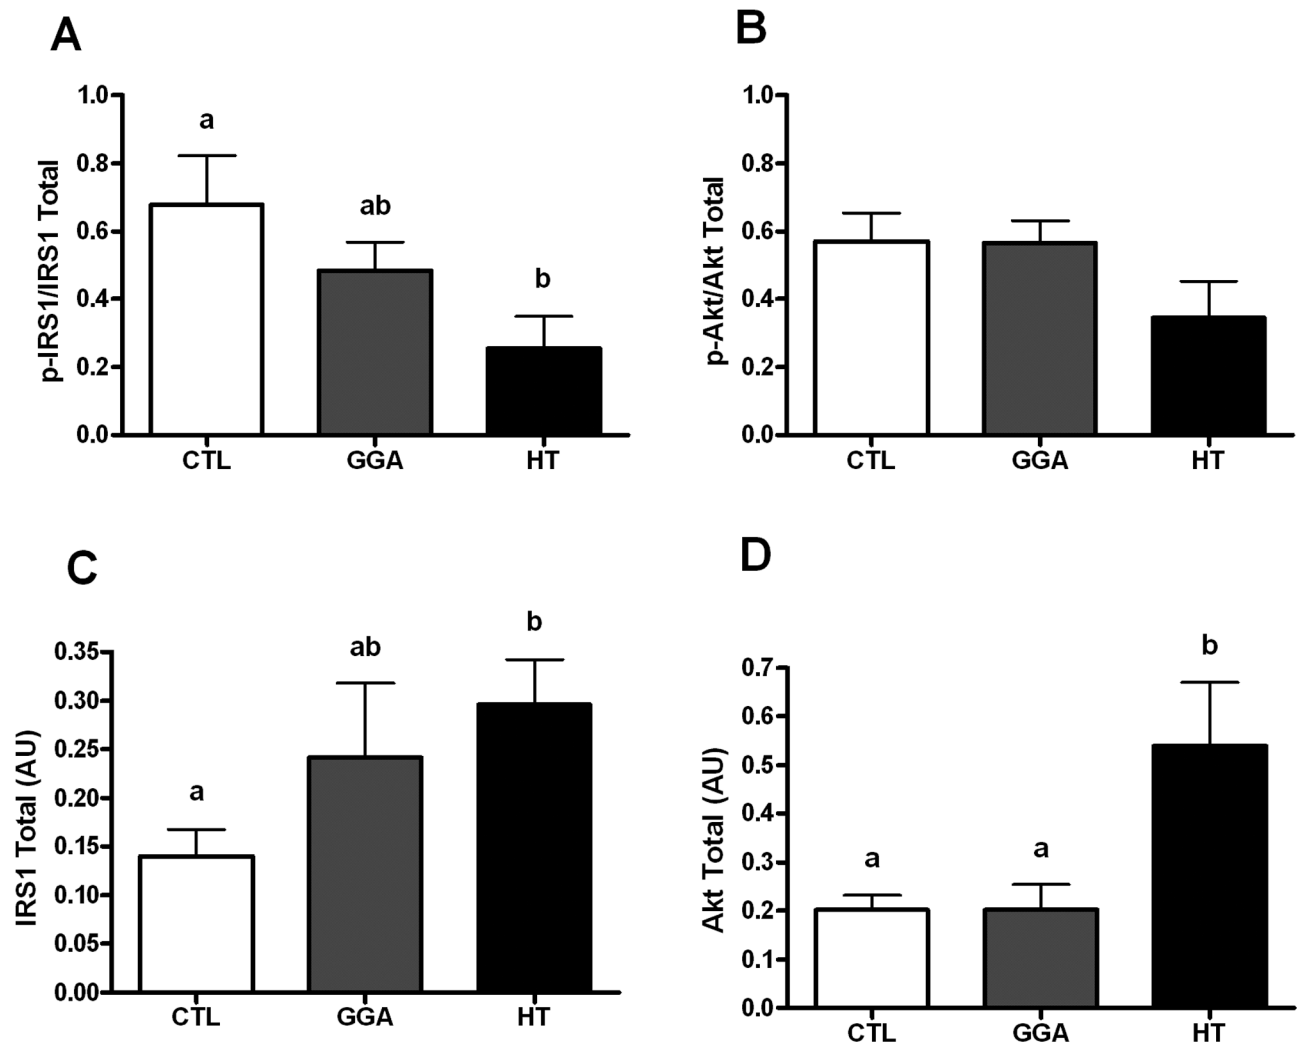 A
p-IRS1/IRS1 Total
1.0
0.8
0.6
0.4
0.2
0.0
a
ab
b
CTL GGA HT
B
p-Akt/Akt Total
1.0
0.8
0.6
0.4
0.2
0.0
CTL GGA HT
C
IRS1 Total (AU)
0.35
0.30
0.25
0.20
0.15
0.10
0.05
0.00
a
ab
b
CTL GGA HT
D
Akt Total (AU)
0.7
0.6
0.5
0.4
0.3
0.2
0.1
0.0
a
a
b
CTL GGA HT